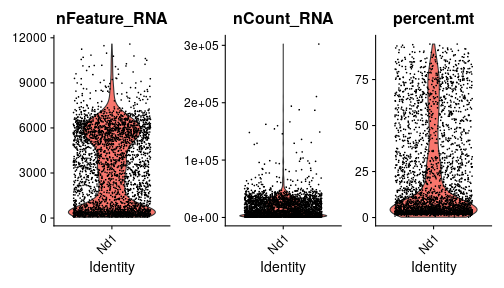 nFeature_RNA
12000
9000
6000
3000
0
Nd1
Identity
nCount_RNA
3e+05
2e+05
1e+05
0e+00
Nd1
Identity
percent.mt
75
50
25
0
Nd1
Identity